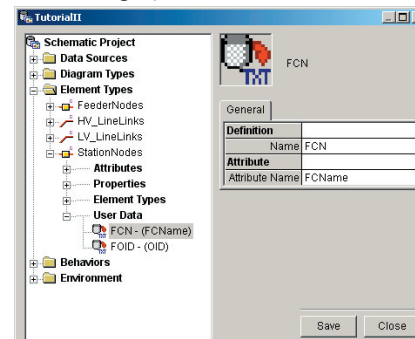 TutorialII
Schematic Project
Data Sources
Diagram Types
Element Types
FeederNodes
HV_LineLinks
LV_LineLinks
StationNodes
Attributes
Properties
Element Types
User Data
FCN - (FCName)
FOID - (OID)
Behaviors
Environment
TXT
FCN
General
Definition
Name FCN
Attribute
Attribute Name FCName
Save Close